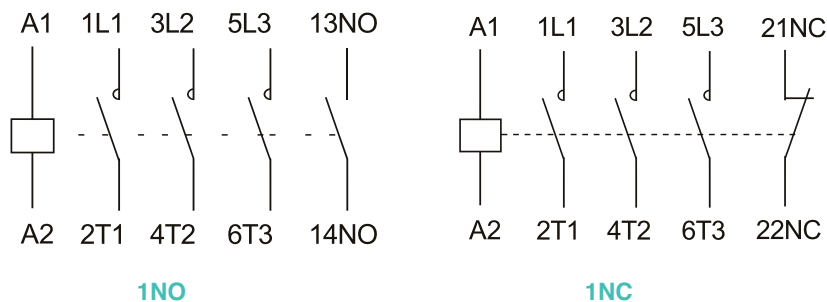 A1 1L1 3L2 5L3 13NO
A2 2T1 4T2 6T3 14NO
1NO
A1 1L1 3L2 5L3 21NC
A2 2T1 4T2 6T3 22NC
1NC